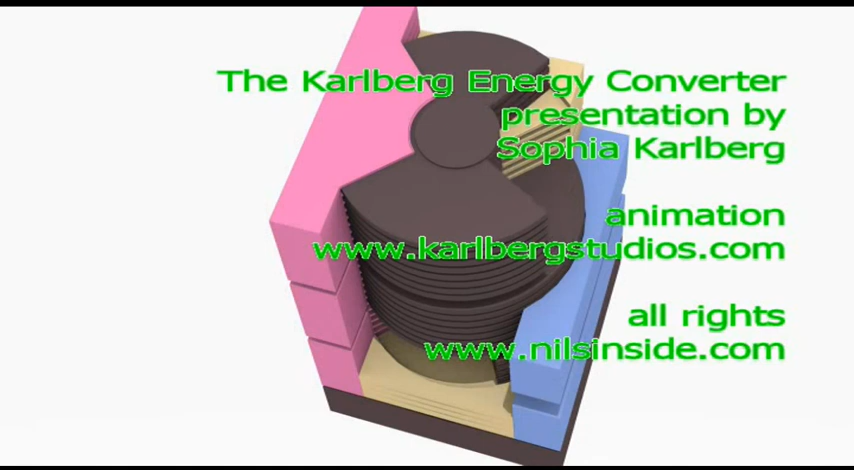 The Karlberg Energy Converter
presentation by
Sophia Karlberg
animation
www.karlbergstudios.com
all rights
www.nilsinside.com